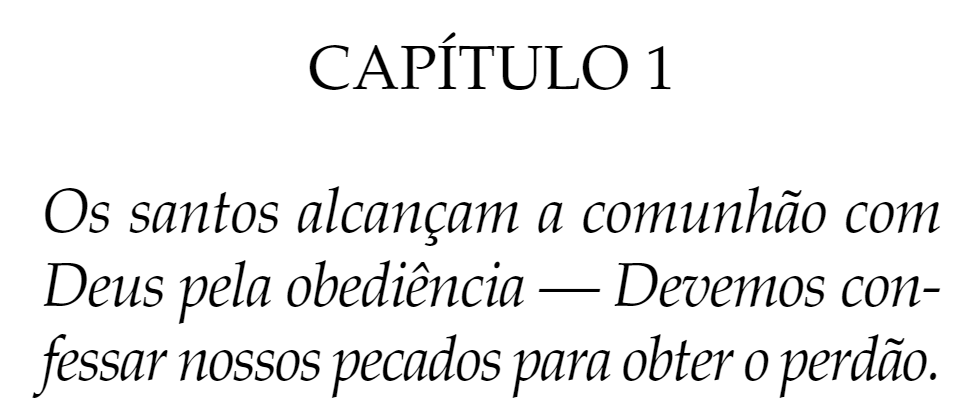 CAPÍTULO 1
Os santos alcançam a comunhão com
Deus pela obediência — Devemos con-
fessar nossos pecados para obter o perdão.